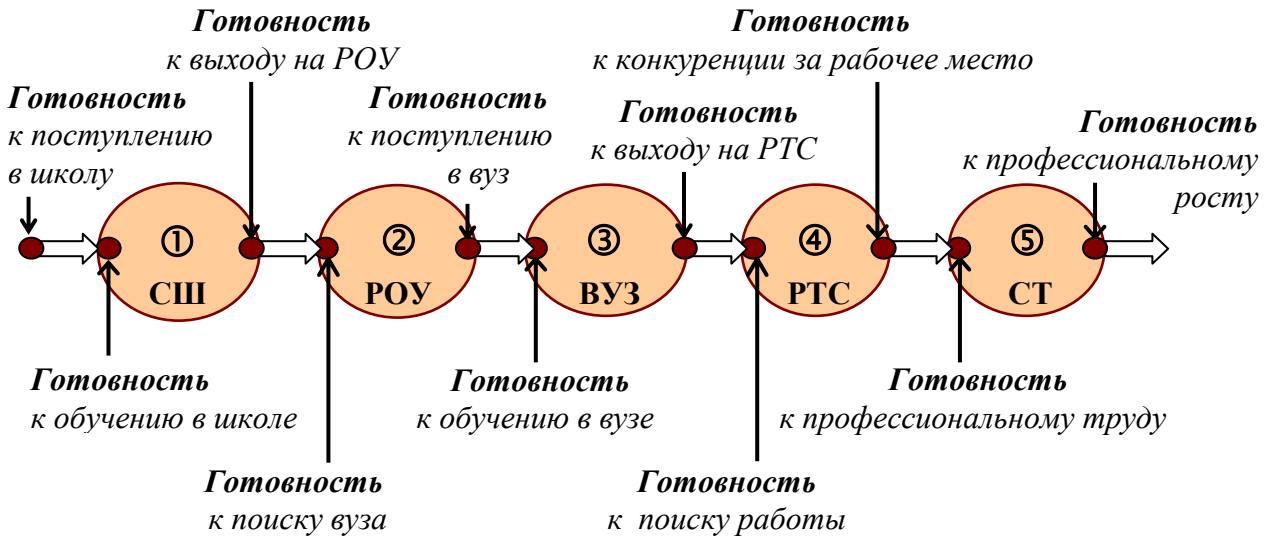 Готовность
к выходу на РОУ
Готовность
к конкуренции за рабочее место
Готовность
к поступлению
в школу
Готовность
к поступлению
в вуз
Готовность
к выходу на РТС
Готовность
к профессиональному
росту
①
СШ
②
РОУ
③
ВУЗ
④
РТС
⑤
СТ
Готовность
к обучению в школе
Готовность
к обучению в вузе
Готовность
к профессиональному труду
Готовность
к поиску вуза
Готовность
к поиску работы